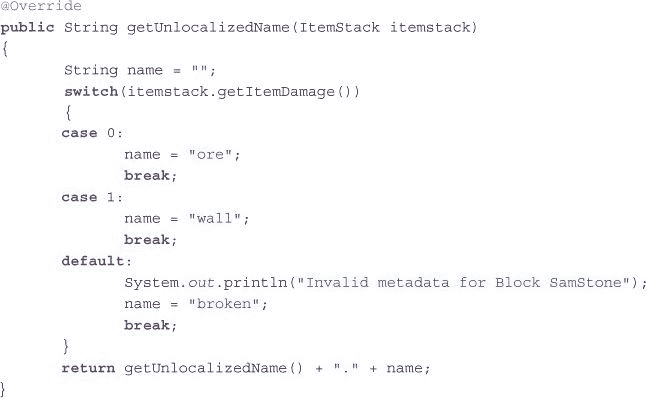 @Override
public String getUnlocalizedName(ItemStack itemstack)
{
String name = "";
switch(itemstack.getItemDamage())
{
case 0:
name = "ore";
break;
case 1:
name = "wall";
break;
default:
System.out.println("Invalid metadata for Block SamStone");
name = "broken";
break;
}
return getUnlocalizedName() + "." + name;
}